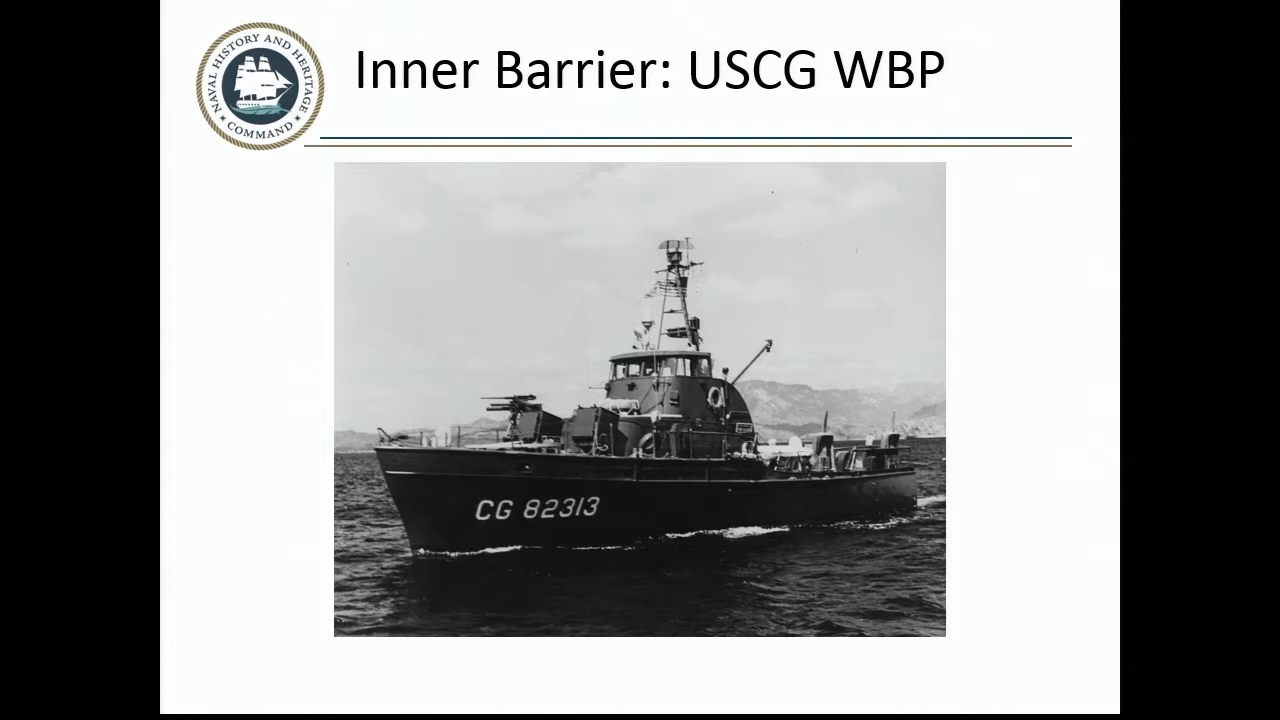 Inner Barrier: USCG WBP
NAVAL HISTORY AND HERITAGE
COMMAND
CG 82313